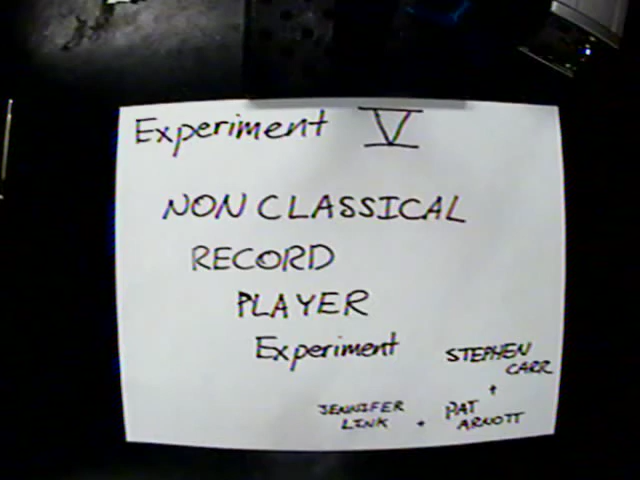 Experiment V
NON CLASSICAL
RECORD
PLAYER
Experiment
STEPHEN
CARR
+
JENNIFER
LINK
+
PAT
ARNOTT